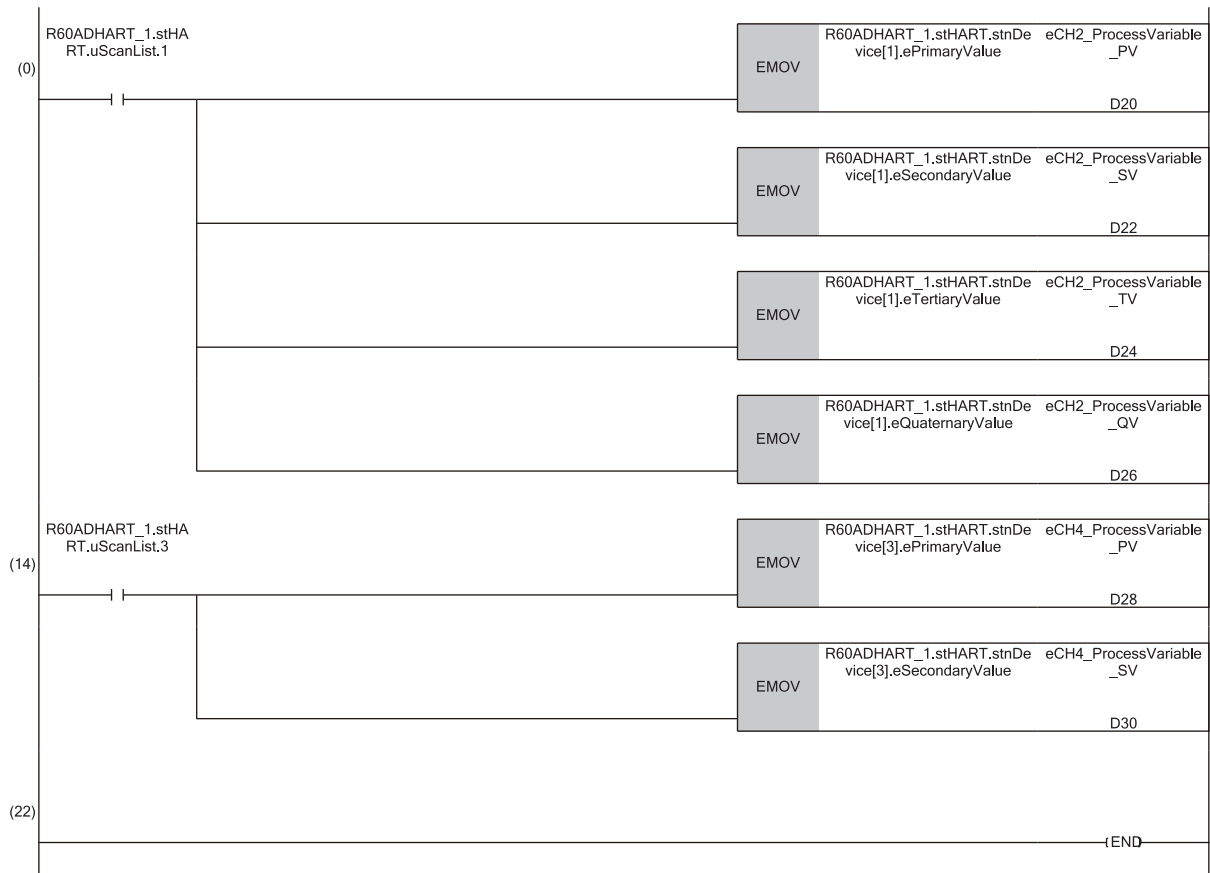 R60ADHART_1.stHA
RT.uScanList.1
(0)
EMOV
R60ADHART_1.stHART.stnDe
vice[1].ePrimaryValue
eCH2_ProcessVariable
_PV
D20
EMOV
R60ADHART_1.stHART.stnDe
vice[1].eSecondaryValue
eCH2_ProcessVariable
_SV
D22
EMOV
R60ADHART_1.stHART.stnDe
vice[1].eTertiaryValue
eCH2_ProcessVariable
_TV
D24
EMOV
R60ADHART_1.stHART.stnDe
vice[1].eQuaternaryValue
eCH2_ProcessVariable
_QV
D26
R60ADHART_1.stHA
RT.uScanList.3
(14)
EMOV
R60ADHART_1.stHART.stnDe
vice[3].ePrimaryValue
eCH4_ProcessVariable
_PV
D28
EMOV
R60ADHART_1.stHART.stnDe
vice[3].eSecondaryValue
eCH4_ProcessVariable
_SV
D30
(22)
END